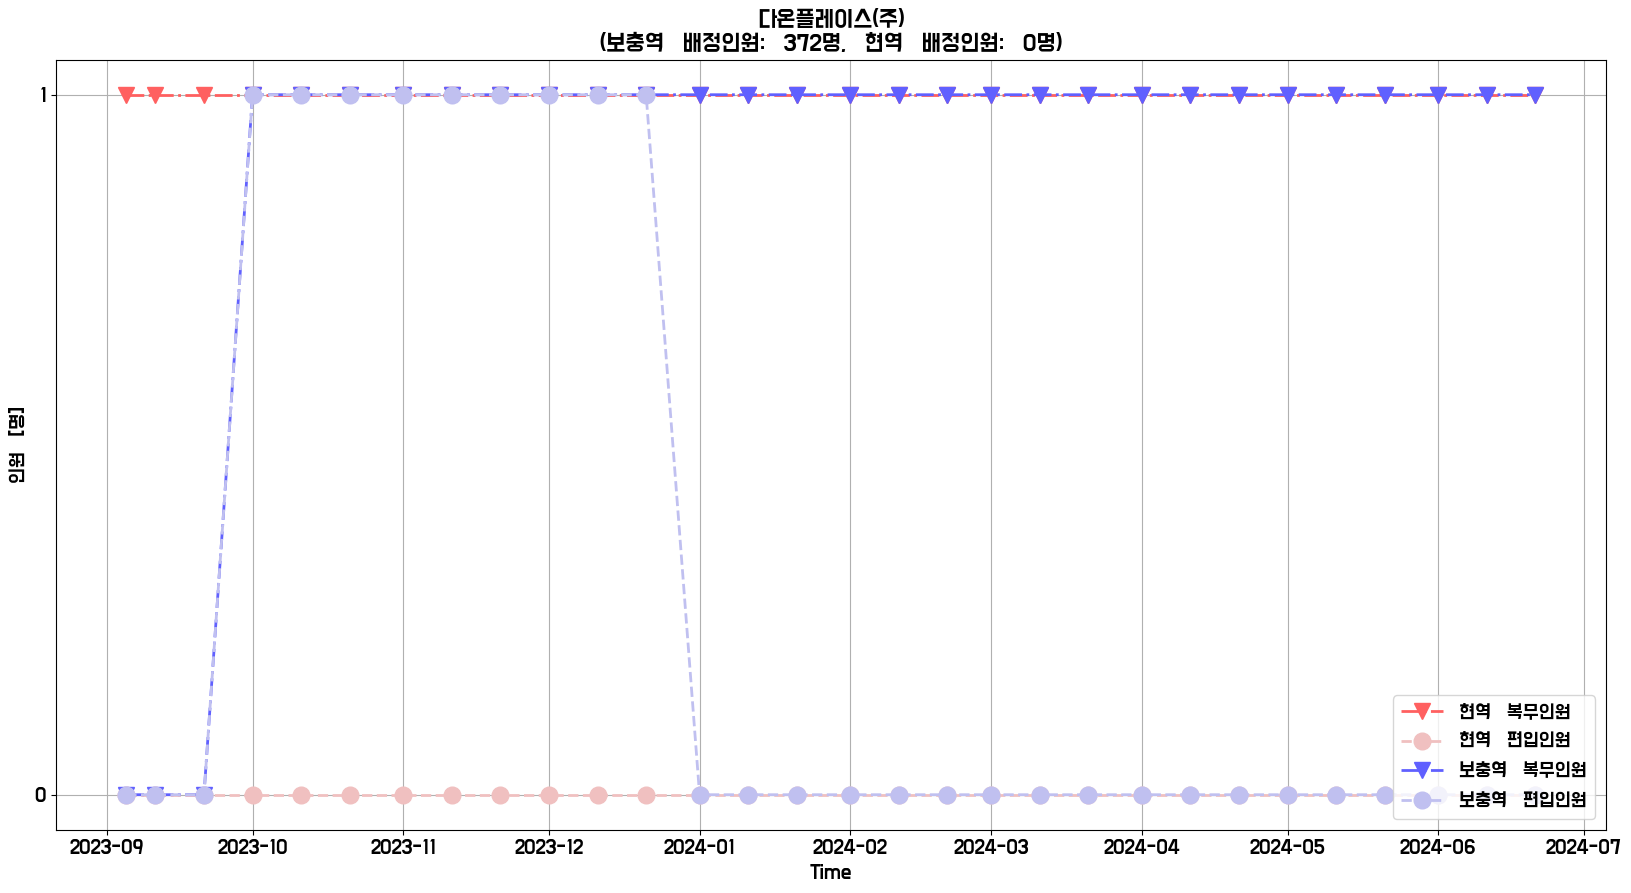 다온플레이스(주)
(보충역 배정인원: 372명, 현역 배정인원: 0명)
인원 [명]
1
0
현역 복무인원
현역 편입인원
보충역 복무인원
보충역 편입인원
2023-09 2023-10 2023-11 2023-12 2024-01 2024-02 2024-03 2024-04 2024-05 2024-06 2024-07
Time